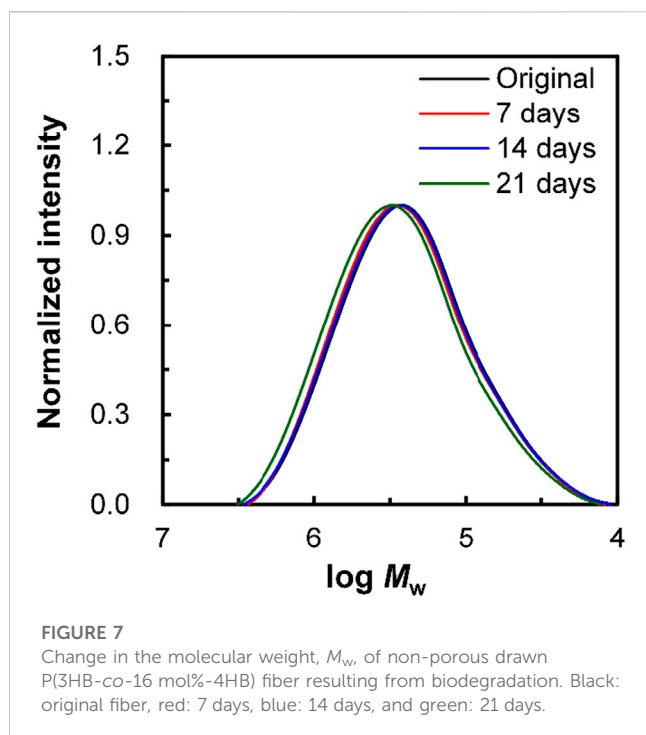 1.5
1.2
0.9
0.6
0.3
0.0
Normalized intensity
Original
7 days
14 days
21 days
7 6 5 4
log Mw
FIGURE 7
Change in the molecular weight, Mw, of non-porous drawn
P(3HB-co-16 mol%-4HB) fiber resulting from biodegradation. Black:
original fiber, red: 7 days, blue: 14 days, and green: 21 days.